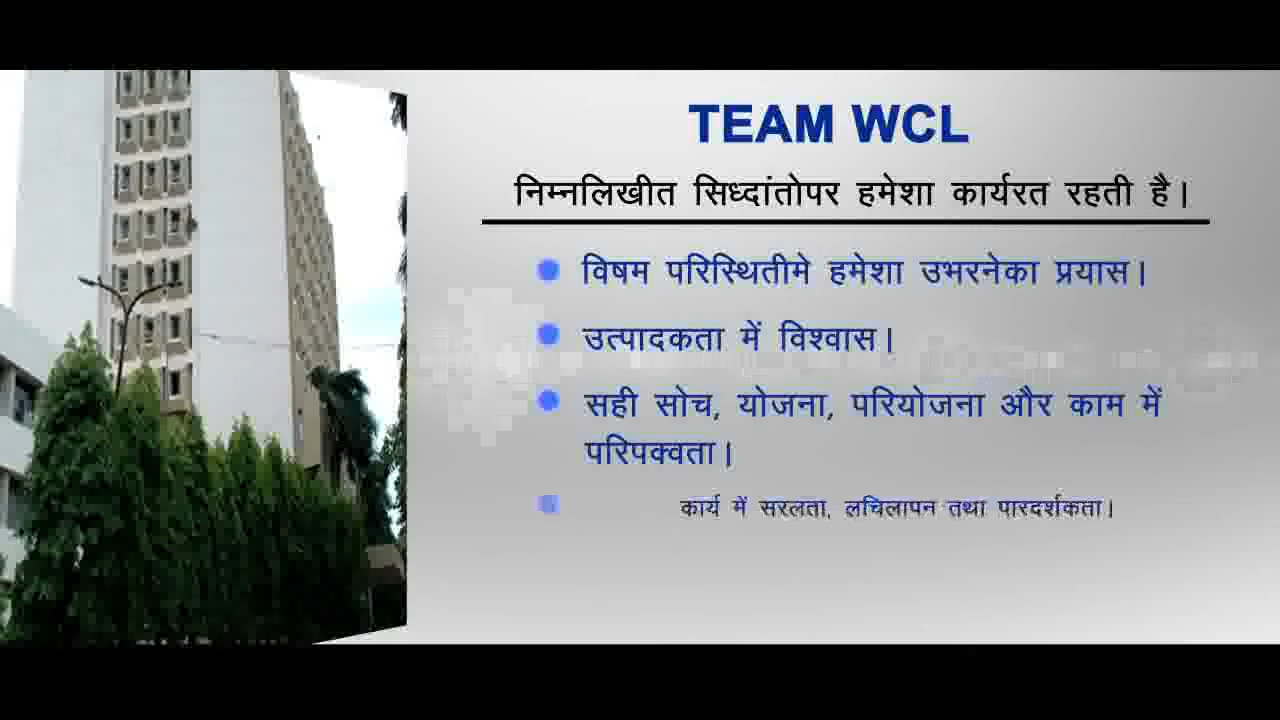 TEAM WCL
निम्नलिखीत सिध्दांतोपर हमेशा कार्यरत रहती है।
विषम परिस्थितीमे हमेशा उभरनेका प्रयास।
उत्पादकता में विश्वास।
सही सोच, योजना, परियोजना और काम में
परिपक्वता।
कार्य में सरलता, लचिलापन तथा पारदर्शकता।